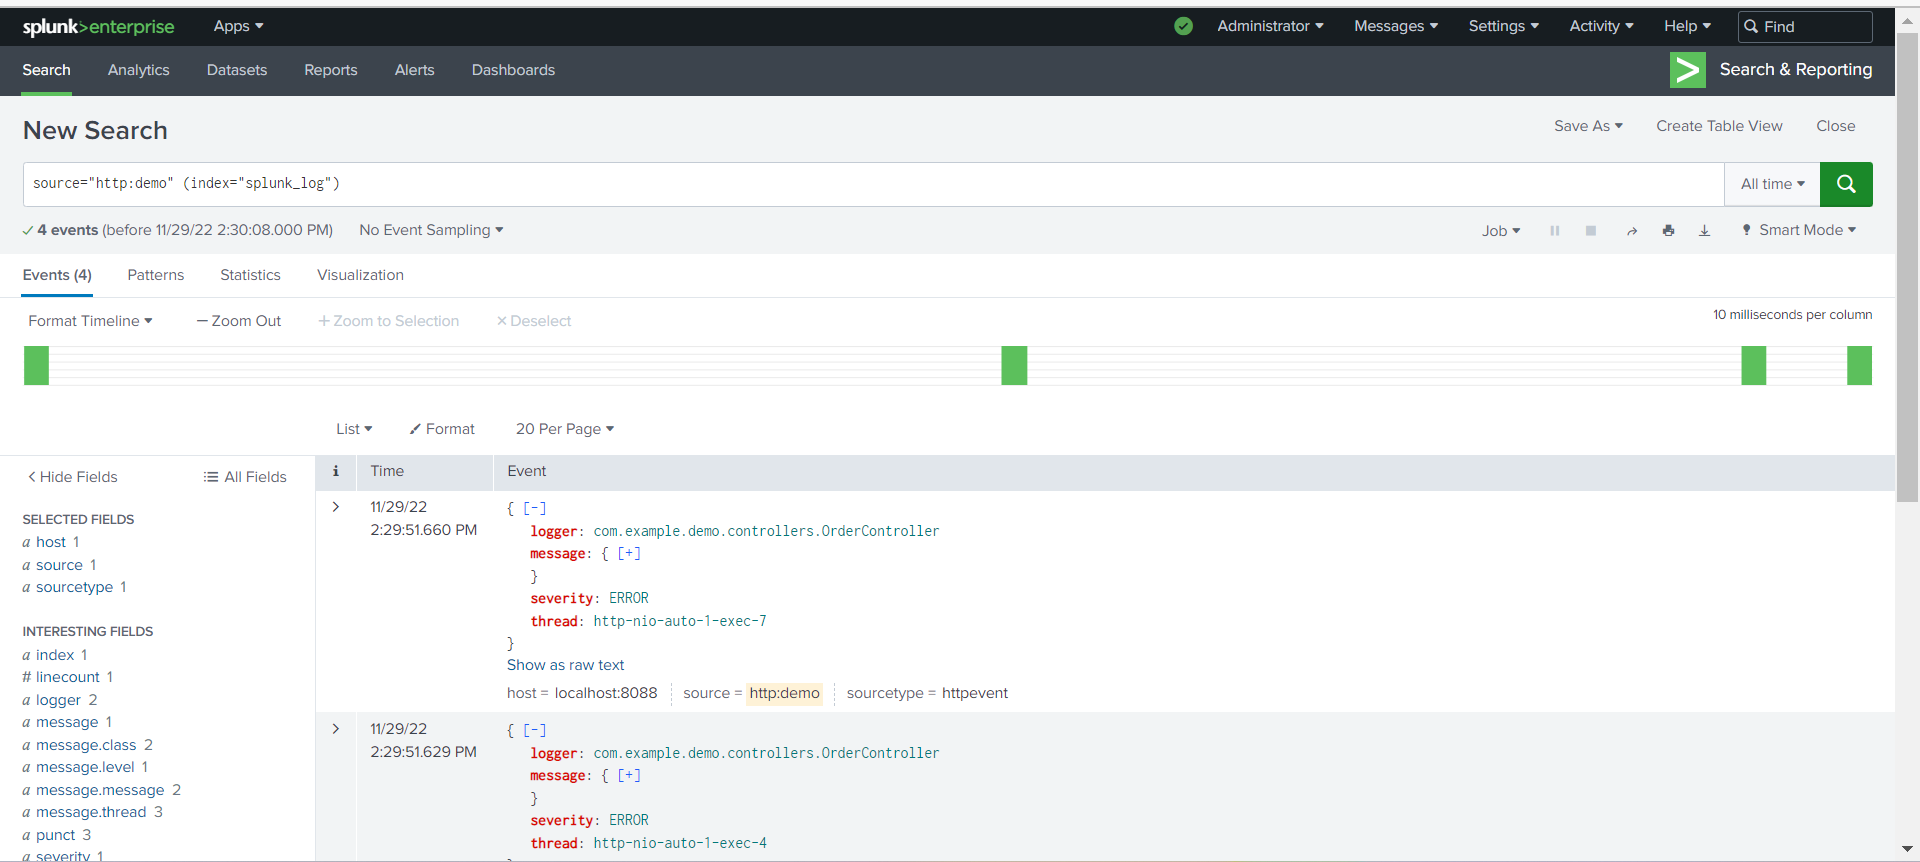 splunk>enterprise Apps Administrator Messages Settings Activity Help Find
Search Analytics Datasets Reports Alerts Dashboards Search & Reporting
New Search Save As Create Table View Close
source="http:demo" (index="splunk_log") All time
4 events (before 11/29/22 2:30:08.000 PM) No Event Sampling Job Smart Mode
Events (4) Patterns Statistics Visualization
Format Timeline — Zoom Out + Zoom to Selection × Deselect 10 milliseconds per column
List Format 20 Per Page
< Hide Fields All Fields
SELECTED FIELDS
a host 1
a source 1
a sourcetype 1
INTERESTING FIELDS
a index 1
# linecount 1
a logger 2
a message 1
a message.class 2
a message.level 1
a message.message 2
a message.thread 3
a punct 3
a severity 1
i Time Event
> 11/29/22
2:29:51.660 PM
{ [-]
logger: com.example.demo.controllers.OrderController
message: { [+]
}
severity: ERROR
thread: http-nio-auto-1-exec-7
}
Show as raw text
host = localhost:8088 source = http:demo sourcetype = httpevent
> 11/29/22
2:29:51.629 PM
{ [-]
logger: com.example.demo.controllers.OrderController
message: { [+]
}
severity: ERROR
thread: http-nio-auto-1-exec-4